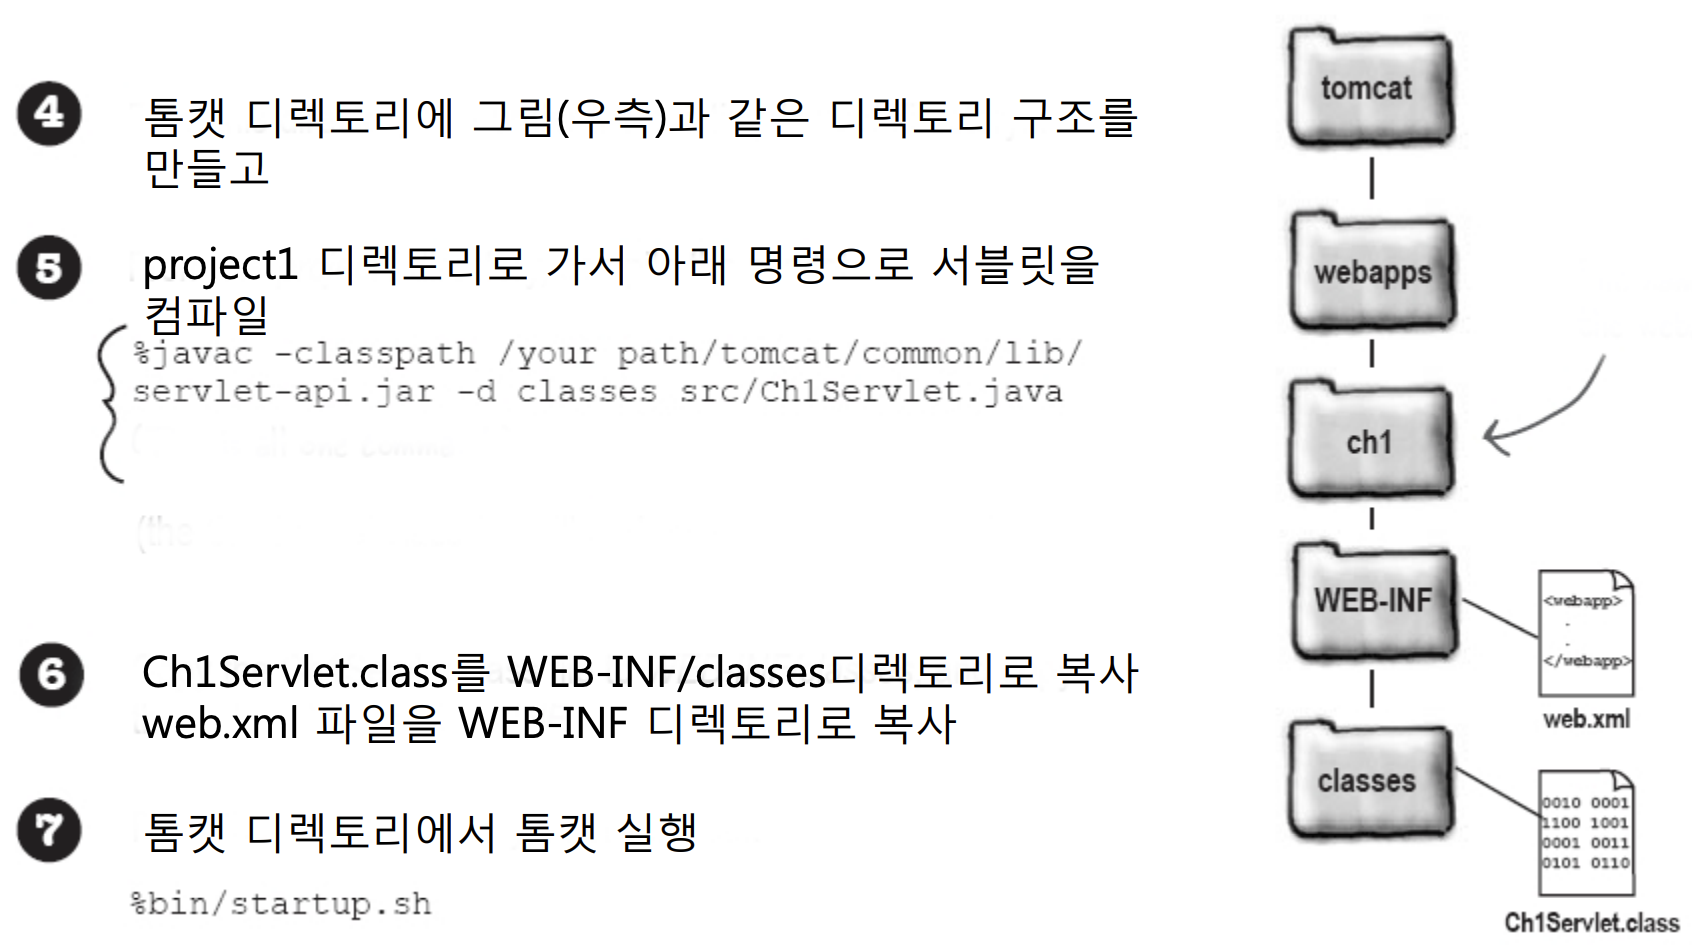 4
톰캣 디렉토리에 그림(우측)과 같은 디렉토리 구조를
만들고
5
project1 디렉토리로 가서 아래 명령으로 서블릿을
컴파일
%javac -classpath /your path/tomcat/common/lib/
servlet-api.jar -d classes src/Ch1Servlet.java
6
Ch1Servlet.class를 WEB-INF/classes디렉토리로 복사
web.xml 파일을 WEB-INF 디렉토리로 복사
7
톰캣 디렉토리에서 톰캣 실행
%bin/startup.sh
tomcat
webapps
ch1
WEB-INF
<webapp>
.
.
</webapp>
web.xml
classes
0010 0001
1100 1001
0001 0011
0101 0110
Ch1Servlet.class